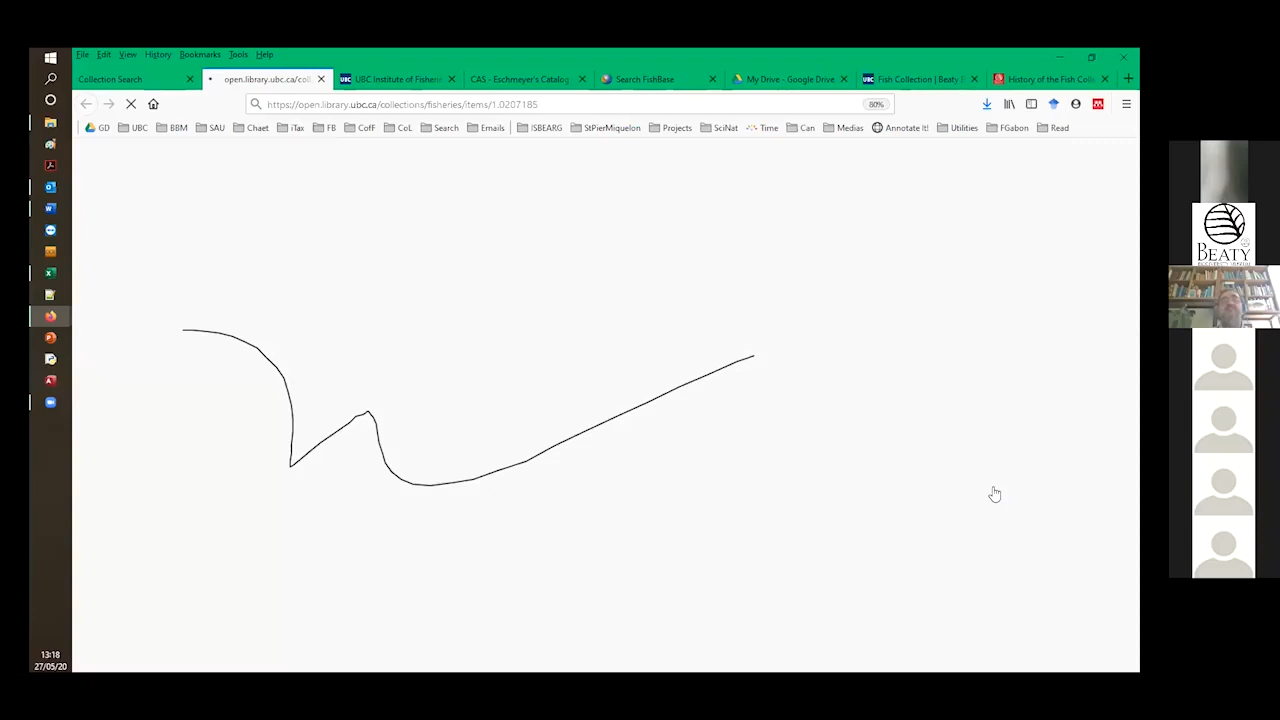 File Edit View History Bookmarks Tools Help
Collection Search open.library.ubc.ca/coll UBC Institute of Fisheri CAS - Eschmeyer's Catalog Search FishBase My Drive - Google Drive Fish Collection | Beaty B History of the Fish Colle
https://open.library.ubc.ca/collections/fisheries/items/1.0207185 80%
GD UBC BBM SAU Chaet iTax FB CofF CoL Search Emails ISBEARG StPierMiquelon Projects SciNat Time Can Medias Annotate It! Utilities FGabon Read
BEATY
13:18
27/05/20